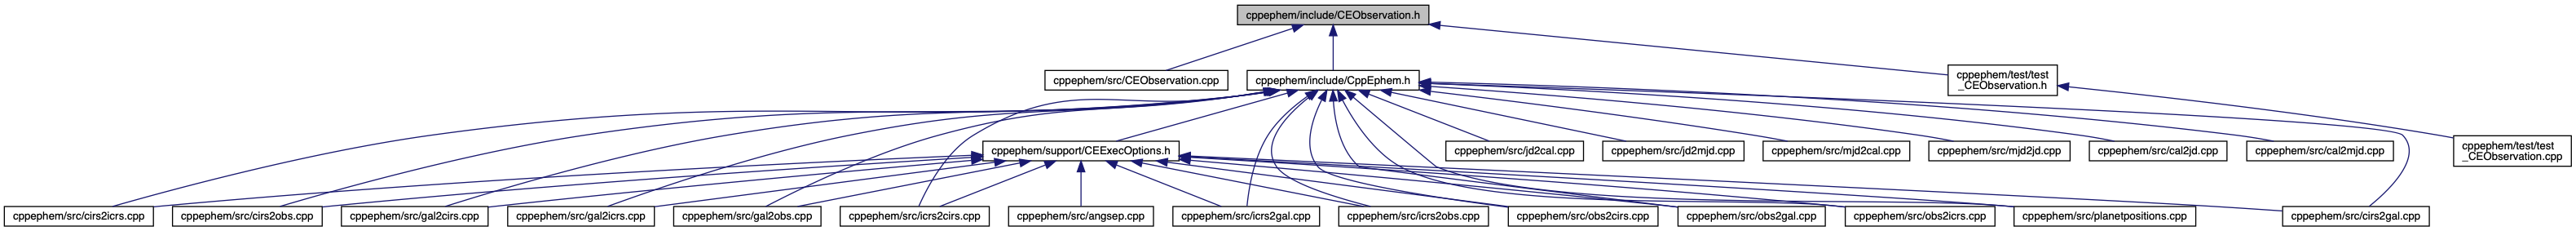 cppephem/include/CEObservation.h
cppephem/src/CEObservation.cpp
cppephem/include/CppEphem.h
cppephem/test/test
_CEObservation.h
cppephem/support/CEExecOptions.h
cppephem/src/jd2cal.cpp
cppephem/src/jd2mjd.cpp
cppephem/src/mjd2cal.cpp
cppephem/src/mjd2jd.cpp
cppephem/src/cal2jd.cpp
cppephem/src/cal2mjd.cpp
cppephem/test/test
_CEObservation.cpp
cppephem/src/cirs2icrs.cpp
cppephem/src/cirs2obs.cpp
cppephem/src/gal2cirs.cpp
cppephem/src/gal2icrs.cpp
cppephem/src/gal2obs.cpp
cppephem/src/icrs2cirs.cpp
cppephem/src/angsep.cpp
cppephem/src/icrs2gal.cpp
cppephem/src/icrs2obs.cpp
cppephem/src/obs2cirs.cpp
cppephem/src/obs2gal.cpp
cppephem/src/obs2icrs.cpp
cppephem/src/planetpositions.cpp
cppephem/src/cirs2gal.cpp